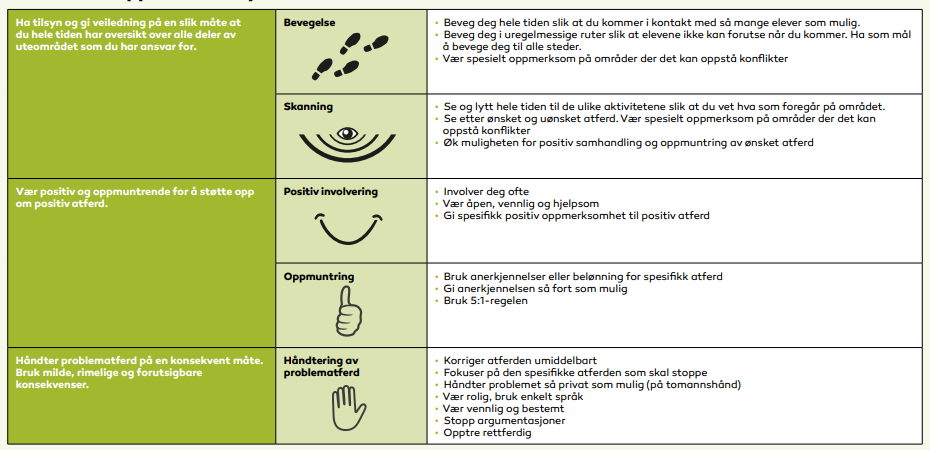 Ha tilsyn og gi veiledning på en slik måte at
du hele tiden har oversikt over alle deler av
uteområdet som du har ansvar for.
Bevegelse
• Beveg deg hele tiden slik at du kommer i kontakt med så mange elever som mulig.
• Beveg deg i uregelmessige ruter slik at elevene ikke kan forutse når du kommer. Ha som mål
å bevege deg til alle steder.
• Vær spesielt oppmerksom på områder der det kan oppstå konflikter
Skanning
• Se og lytt hele tiden til de ulike aktivitetene slik at du vet hva som foregår på området.
• Se etter ønsket og uønsket atferd. Vær spesielt oppmerksom på områder der det kan
oppstå konflikter
• Øk muligheten for positiv samhandling og oppmuntring av ønsket atferd
Vær positiv og oppmuntrende for å støtte opp
om positiv atferd.
Positiv involvering
• Involver deg ofte
• Vær åpen, vennlig og hjelpsom
• Gi spesifikk positiv oppmerksomhet til positiv atferd
Oppmuntring
• Bruk anerkjennelser eller belønning for spesifikk atferd
• Gi anerkjennelsen så fort som mulig
• Bruk 5:1-regelen
Håndter problematferd på en konsekvent måte.
Bruk milde, rimelige og forutsigbare
konsekvenser.
Håndtering av
problematferd
• Korriger atferden umiddelbart
• Fokuser på den spesifikke atferden som skal stoppe
• Håndter problemet så privat som mulig (på tomannshånd)
• Vær rolig, bruk enkelt språk
• Vær vennlig og bestemt
• Stopp argumentasjoner
• Opptre rettferdig